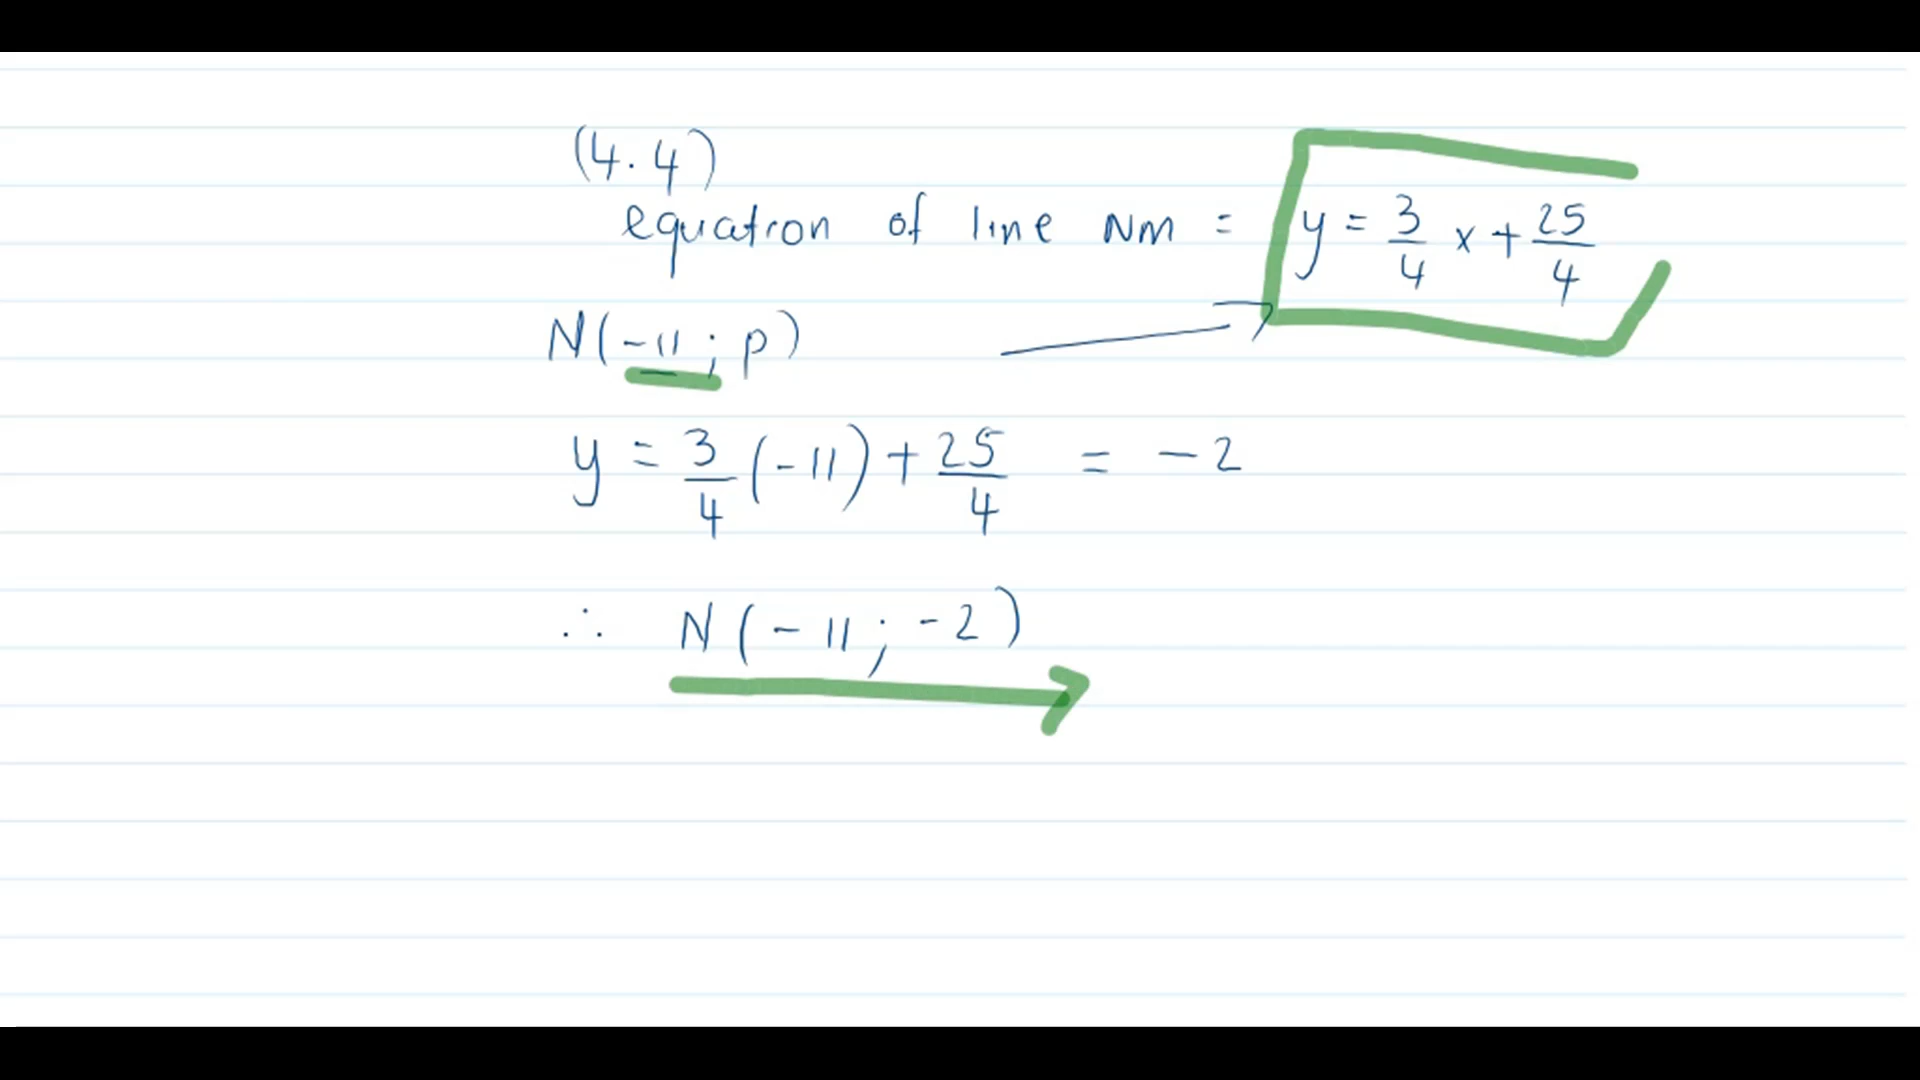 (4.4)
equation of line NM = y = 3/4 x + 25/4
N(-11; p)
y = 3/4 (-11) + 25/4 = -2
∴ N(-11; -2)